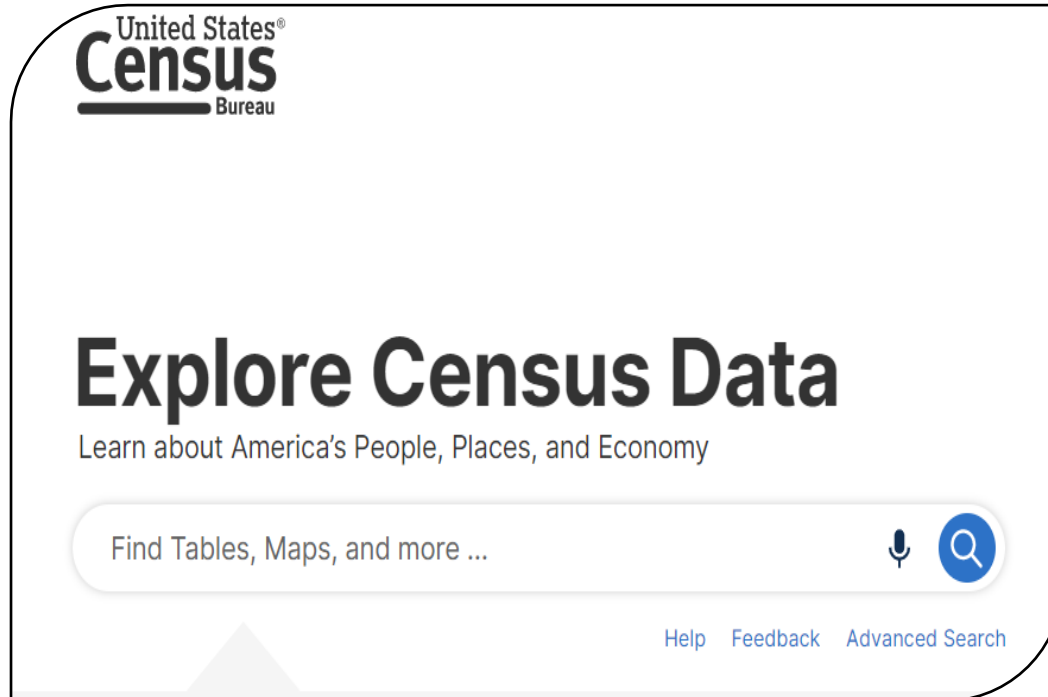 United States®
Census
Bureau
Explore Census Data
Learn about America's People, Places, and Economy
Find Tables, Maps, and more ...
Help Feedback Advanced Search